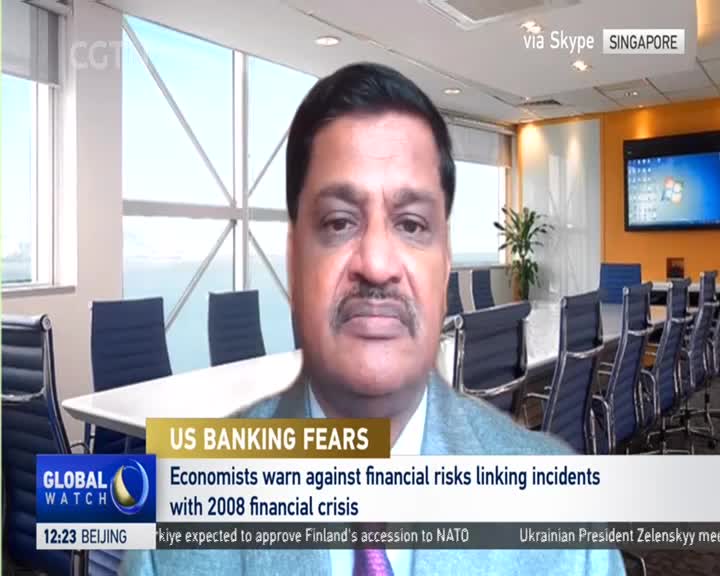 CGT
via Skype
SINGAPORE
US BANKING FEARS
Economists warn against financial risks linking incidents
with 2008 financial crisis
GLOBAL
WATCH
12:23 BEIJING
rkiye expected to approve Finland's accession to NATO
Ukrainian President Zelenskyy mee